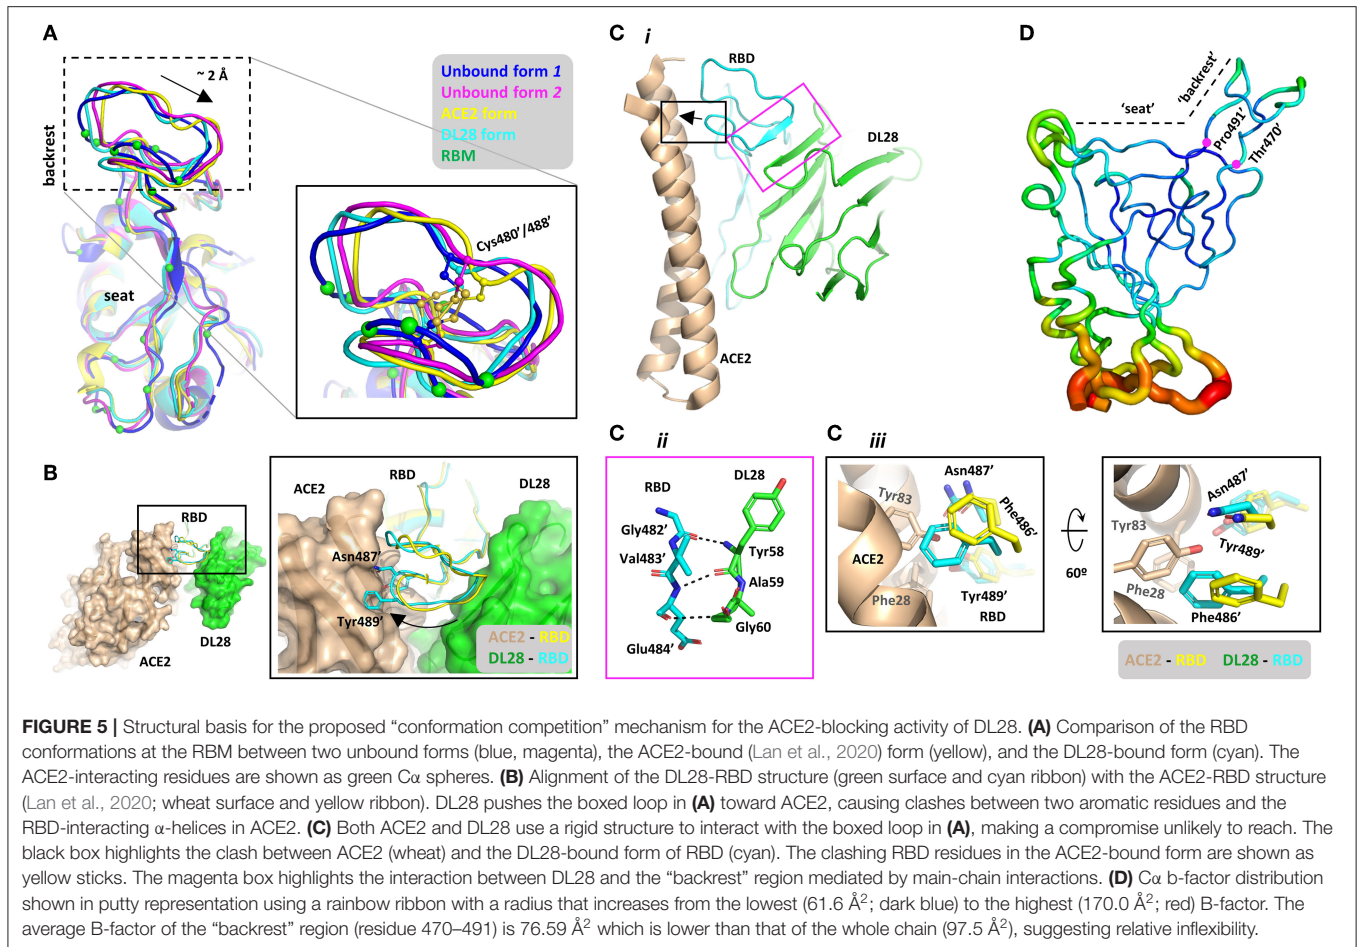 A
~ 2 Å
backrest
seat
Unbound form 1
Unbound form 2
ACE2 form
DL28 form
RBM
Cys480’/488’
C i
RBD
DL28
ACE2
D
‘seat’
‘backrest’
Pro491’
Thr470’
B
RBD
ACE2
DL28
ACE2
RBD
DL28
Asn487’
Tyr489’
ACE2 - RBD
DL28 - RBD
C ii
RBD
DL28
Gly482’
Val483’
Glu484’
Tyr58
Ala59
Gly60
C iii
Asn487’
Tyr83
Phe486’
ACE2
Phe28
Tyr489’
RBD
60º
Asn487’
Tyr83
Tyr489’
Phe28
Phe486’
ACE2 - RBD DL28 - RBD
FIGURE 5 | Structural basis for the proposed “conformation competition” mechanism for the ACE2-blocking activity of DL28. (A) Comparison of the RBD
conformations at the RBM between two unbound forms (blue, magenta), the ACE2-bound (Lan et al., 2020) form (yellow), and the DL28-bound form (cyan). The
ACE2-interacting residues are shown as green Cα spheres. (B) Alignment of the DL28-RBD structure (green surface and cyan ribbon) with the ACE2-RBD structure
(Lan et al., 2020; wheat surface and yellow ribbon). DL28 pushes the boxed loop in (A) toward ACE2, causing clashes between two aromatic residues and the
RBD-interacting α-helices in ACE2. (C) Both ACE2 and DL28 use a rigid structure to interact with the boxed loop in (A), making a compromise unlikely to reach. The
black box highlights the clash between ACE2 (wheat) and the DL28-bound form of RBD (cyan). The clashing RBD residues in the ACE2-bound form are shown as
yellow sticks. The magenta box highlights the interaction between DL28 and the “backrest” region mediated by main-chain interactions. (D) Cα b-factor distribution
shown in putty representation using a rainbow ribbon with a radius that increases from the lowest (61.6 Å²; dark blue) to the highest (170.0 Å²; red) B-factor. The
average B-factor of the “backrest” region (residue 470–491) is 76.59 Å² which is lower than that of the whole chain (97.5 Å²), suggesting relative inflexibility.